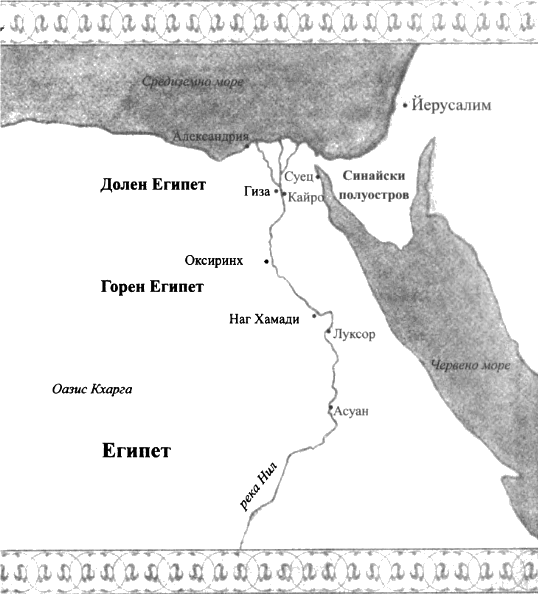 Средиземно море
Йерусалим
Александрия
Суец
Синайски
полуостров
Долен Египет
Гиза
Кайро
Оксиринх
Горен Египет
Наг Хамади
Луксор
Червено море
Оазис Кхарга
Асуан
Египет
река Нил